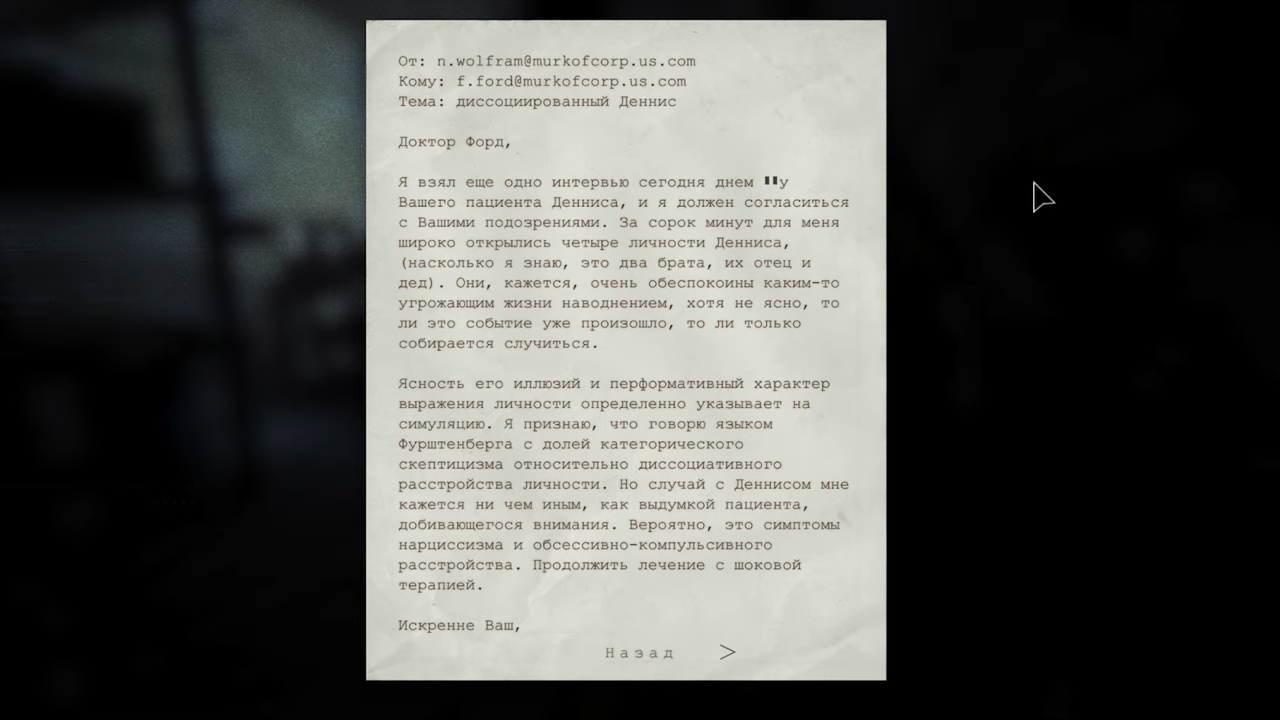 От: n.wolfram@murkofcorp.us.com
Кому: f.ford@murkofcorp.us.com
Тема: диссоциированный Деннис
Доктор Форд,
Я взял еще одно интервью сегодня днем у
Вашего пациента Денниса, и я должен согласиться
с Вашими подозрениями. За сорок минут для меня
широко открылись четыре личности Денниса,
(насколько я знаю, это два брата, их отец и
дед). Они, кажется, очень обеспокоины каким-то
угрожающим жизни наводнением, хотя не ясно, то
ли это событие уже произошло, то ли только
собирается случиться.
Ясность его иллюзий и перформативный характер
выражения личности определенно указывает на
симуляцию. Я признаю, что говорю языком
Фурштенберга с долей категорического
скептицизма относительно диссоциативного
расстройства личности. Но случай с Деннисом мне
кажется ни чем иным, как выдумкой пациента,
добивающегося внимания. Вероятно, это симптомы
нарциссизма и обсессивно-компульсивного
расстройства. Продолжить лечение с шоковой
терапией.
Искренне Ваш,
Назад >